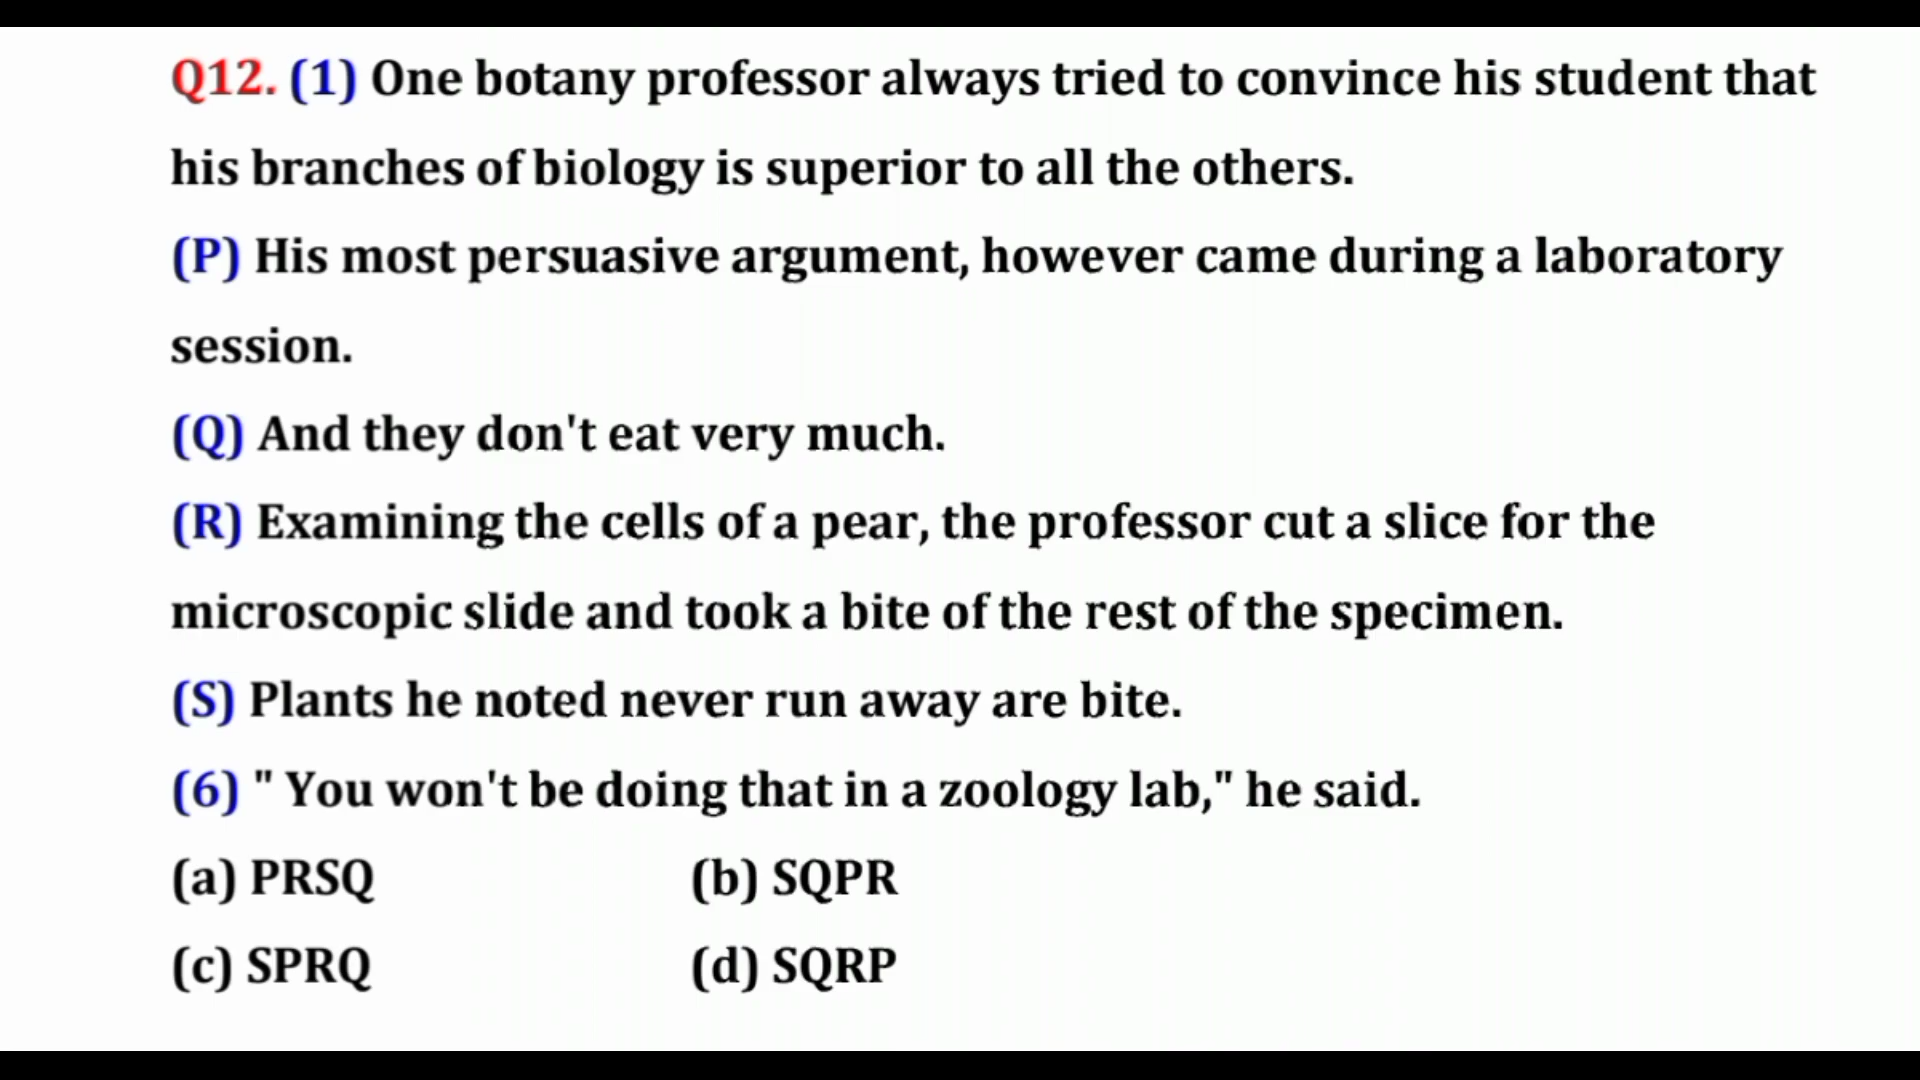 Q12. (1) One botany professor always tried to convince his student that
his branches of biology is superior to all the others.
(P) His most persuasive argument, however came during a laboratory
session.
(Q) And they don't eat very much.
(R) Examining the cells of a pear, the professor cut a slice for the
microscopic slide and took a bite of the rest of the specimen.
(S) Plants he noted never run away are bite.
(6) " You won't be doing that in a zoology lab," he said.
(a) PRSQ (b) SQPR
(c) SPRQ (d) SQRP